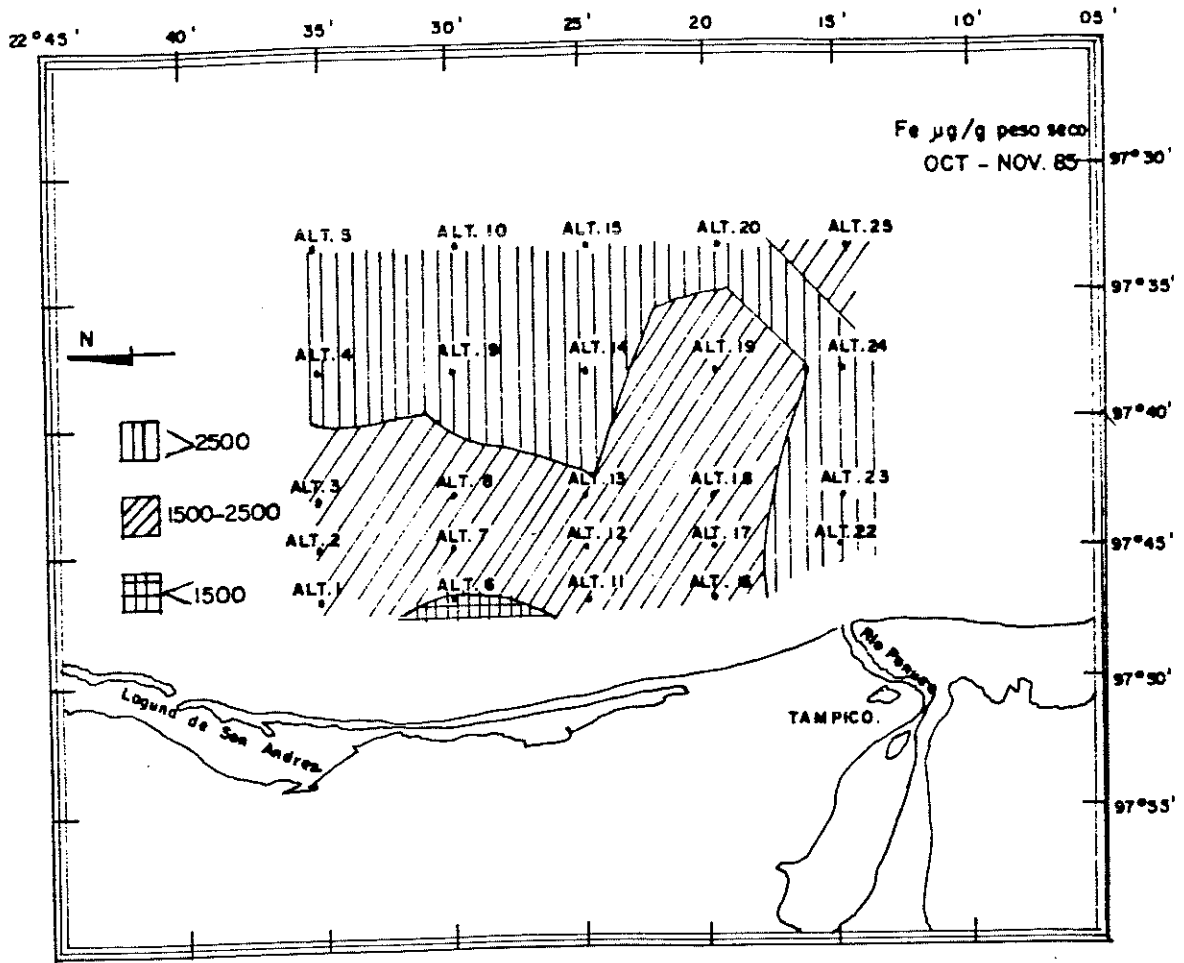 22°45' 40' 35' 30' 25' 20' 15' 10' 05'
Fe µg/g peso seco
OCT - NOV. 85
97°30'
ALT. 3 ALT. 10 ALT. 15 ALT. 20 ALT. 25
97°35'
N
ALT. 4 ALT. 9 ALT. 14 ALT. 19 ALT. 24
97°40'
>2500
ALT. 3 ALT. 8 ALT. 13 ALT. 18 ALT. 23
1500-2500
ALT. 2 ALT. 7 ALT. 12 ALT. 17 ALT. 22
97°45'
<1500
ALT. 1 ALT. 6 ALT. 11 ALT. 16
Rio Panuco
97°50'
Laguna de San Andres
TAMPICO.
97°55'